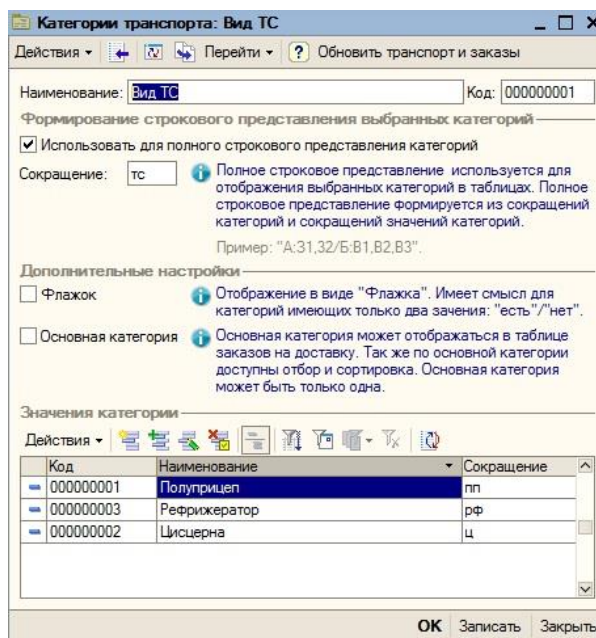 Категории транспорта: Вид ТС
Действия Перейти ? Обновить транспорт и заказы
Наименование: Вид ТС Код: 000000001
Формирование строкового представления выбранных категорий
Использовать для полного строкового представления категорий
Сокращение: тс Полное строковое представление используется для
отображения выбранных категорий в таблицах. Полное
строковое представление формируется из сокращений
категорий и сокращений значений категорий.
Пример: "А:З1,З2/Б:В1,В2,В3".
Дополнительные настройки
Флажок Отображение в виде "Флажка". Имеет смысл для
категорий имеющих только два зачения: "есть"/"нет".
Основная категория Основная категория может отображаться в таблице
заказов на доставку. Так же по основной категории
доступны отбор и сортировка. Основная категория
может быть только одна.
Значения категории
Действия
Код Наименование Сокращение
000000001 Полуприцеп пп
000000003 Рефрижератор рф
000000002 Цисцерна ц
OK Записать Закрыть